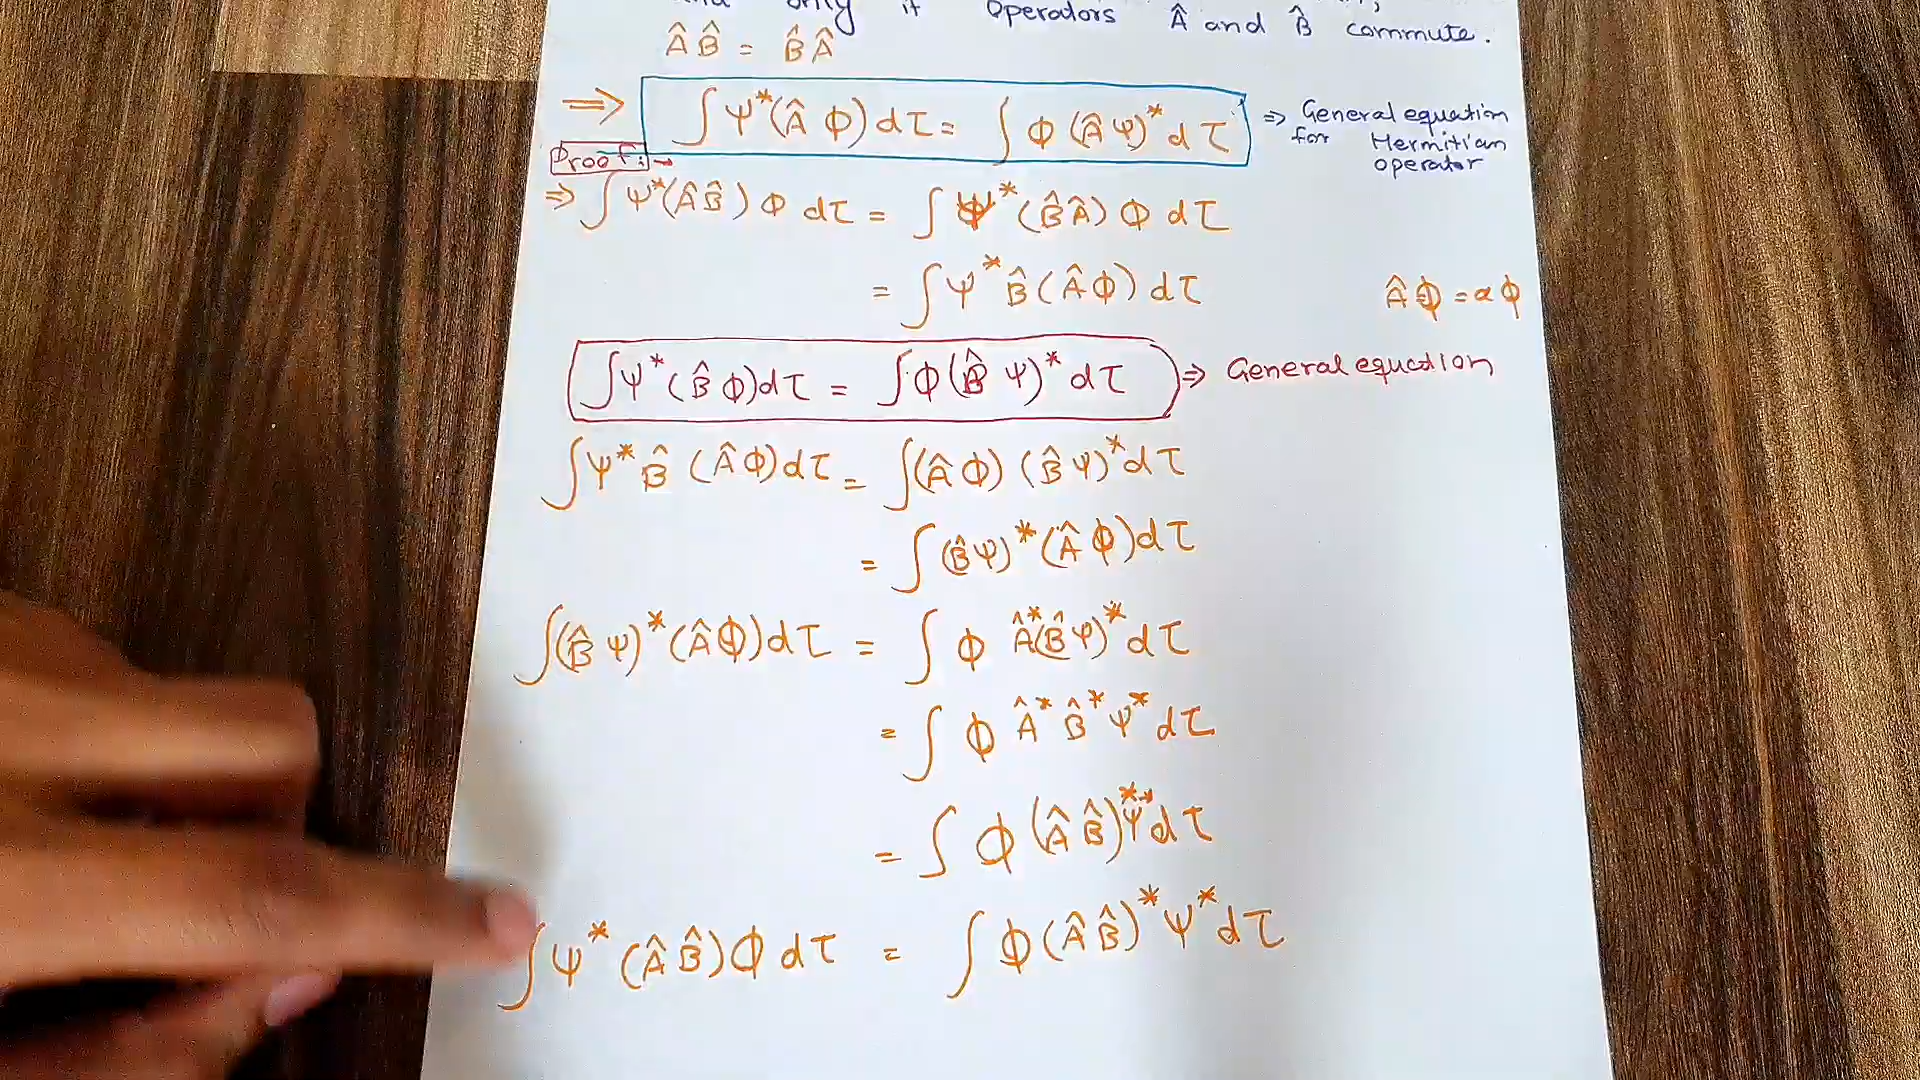 only if Operators Â and B̂ commute.
ÂB̂ = B̂Â
⇒ ∫ψ*(Â φ)dτ = ∫ φ (Â ψ)* dτ ⇒ General equation for Hermitian operator
Proof:→
⇒ ∫ψ*(ÂB̂) φ dτ = ∫ ψ* (B̂Â) φ dτ
= ∫ψ* B̂(Âφ) dτ
Âφ = αφ
∫ψ* (B̂ φ)dτ = ∫φ(B̂ ψ)* dτ ⇒ General equation
∫ψ* B̂ (Âφ)dτ = ∫(Âφ) (B̂ψ)* dτ
= ∫(B̂ψ)* (Âφ)dτ
∫(B̂ ψ)* (Âφ)dτ = ∫ φ Â*(B̂ψ)* dτ
= ∫ φ Â* B̂* ψ* dτ
= ∫ φ (ÂB̂)* ψ* dτ
∫ψ* (ÂB̂)φ dτ = ∫φ(ÂB̂)* ψ* dτ